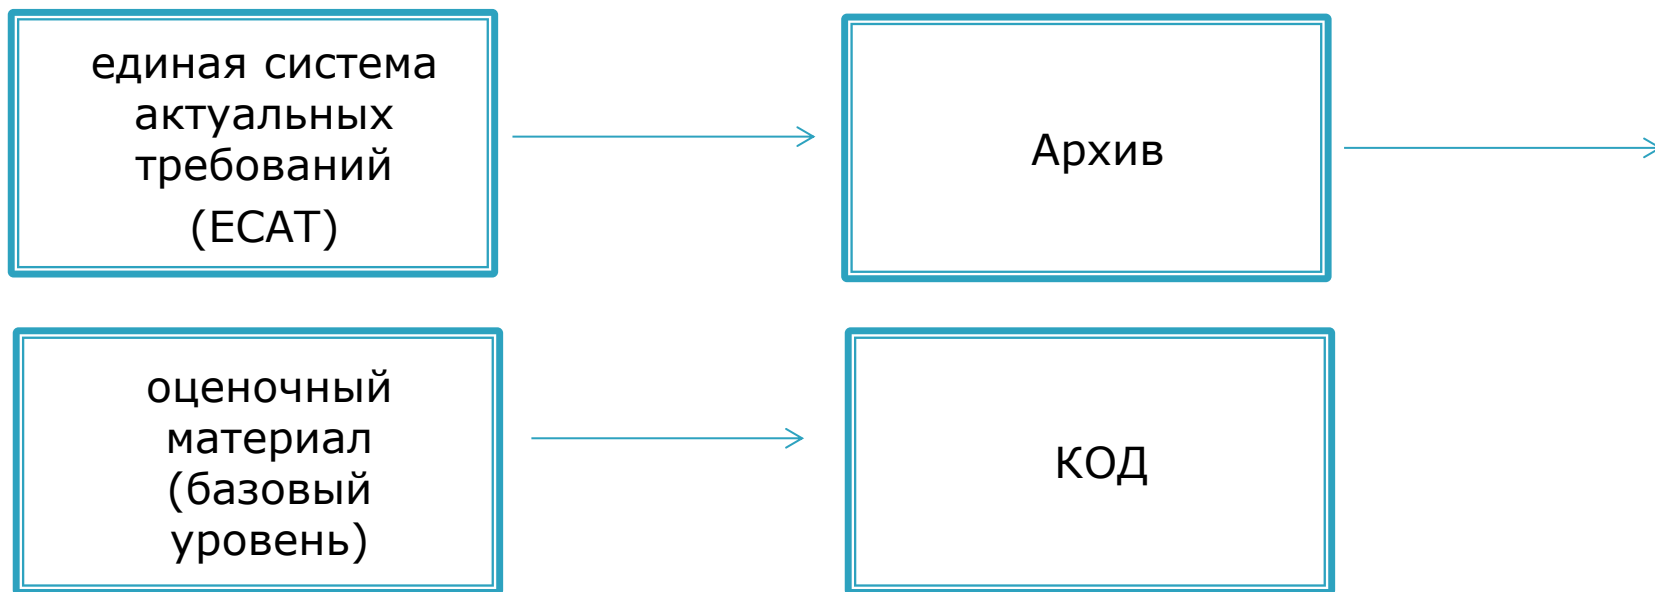 единая система
актуальных
требований
(ЕСАТ)
Архив
оценочный
материал
(базовый
уровень)
КОД